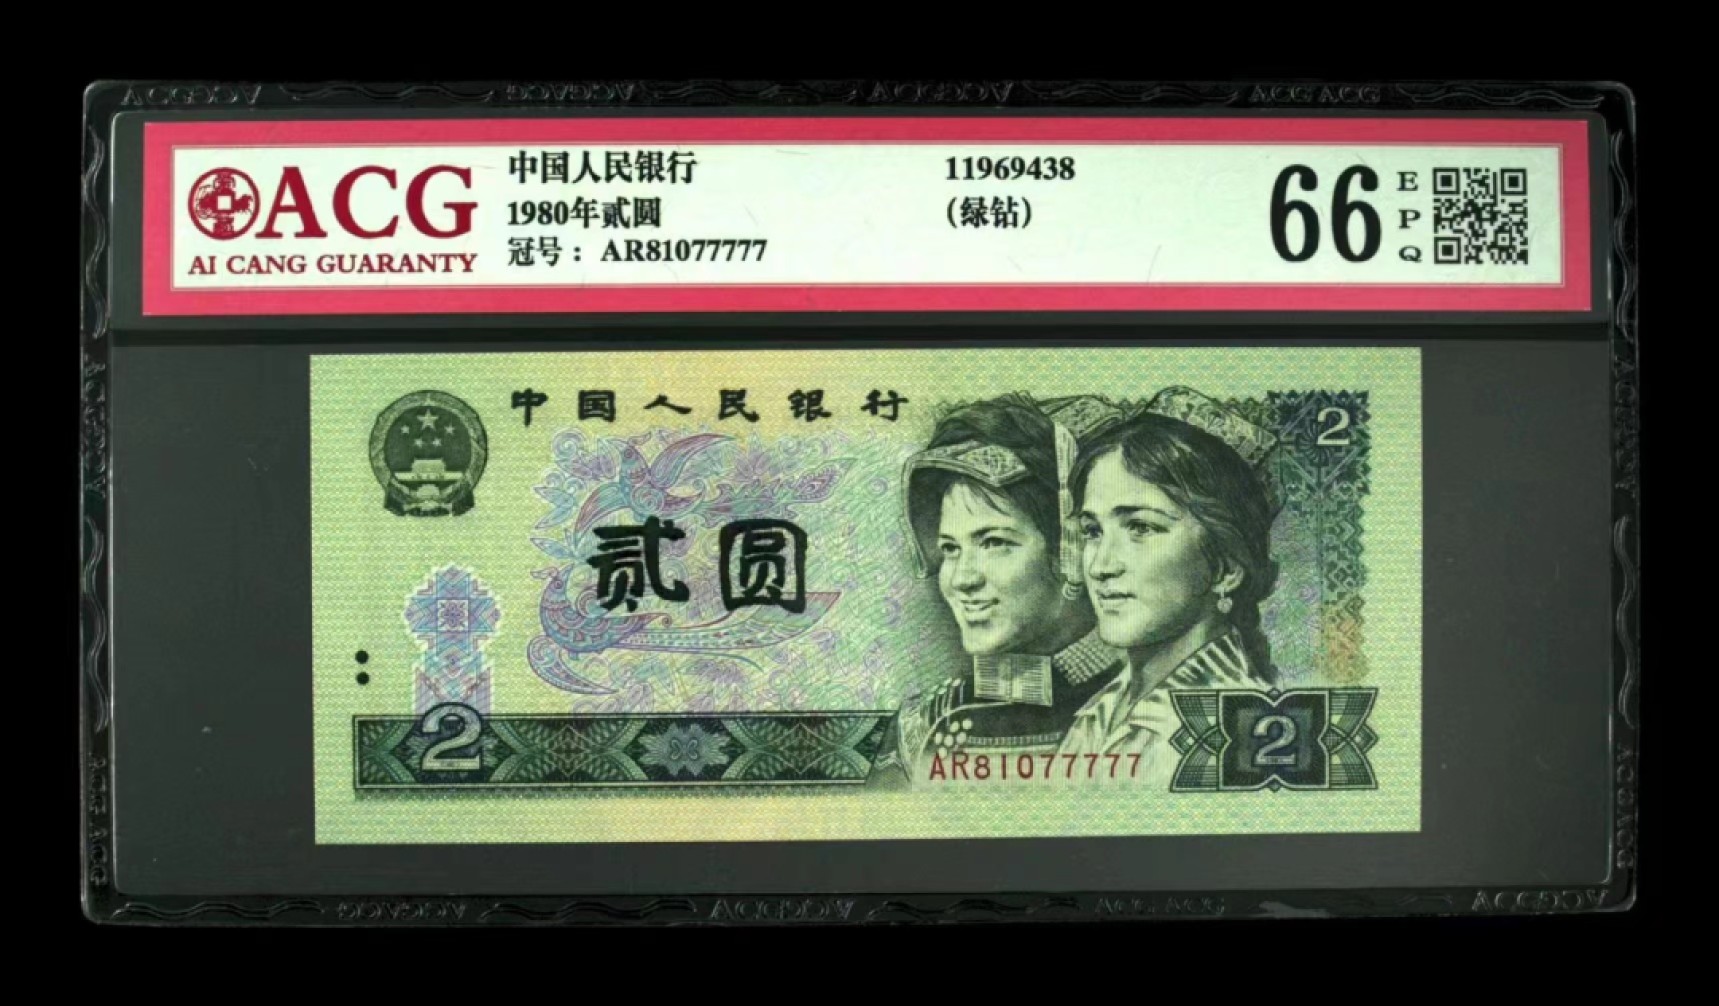 ACG
AI CANG GUARANTY
中国人民银行
1980年贰圆
冠号：AR81077777
11969438
(绿钻)
66
EPQ
中国人民银行
2
贰圆
2
2
AR81077777